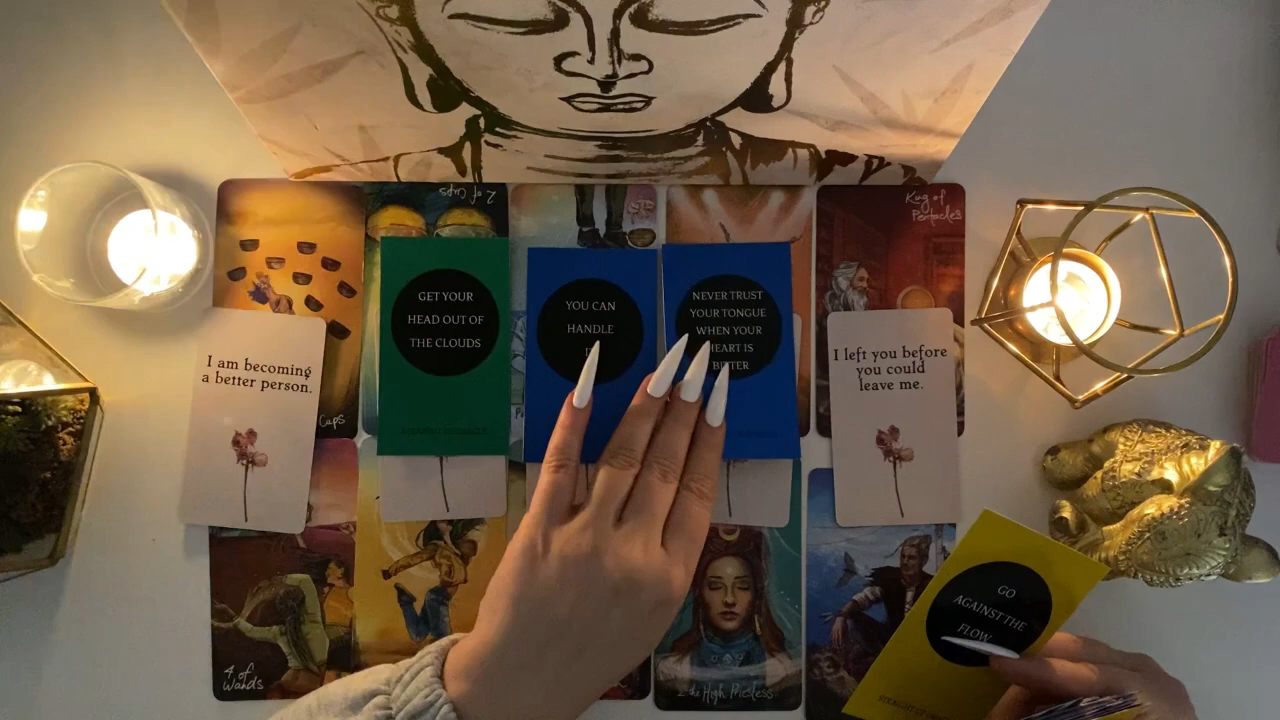 2 of Cups
King of
Pentacles
GET YOUR
HEAD OUT OF
THE CLOUDS
YOU CAN
HANDLE
NEVER TRUST
YOUR TONGUE
WHEN YOUR
HEART IS
BITTER
I am becoming
a better person.
I left you before
you could
leave me.
Cups
GO
AGAINST THE
FLOW
4 of
Wands
2-the High Priestess